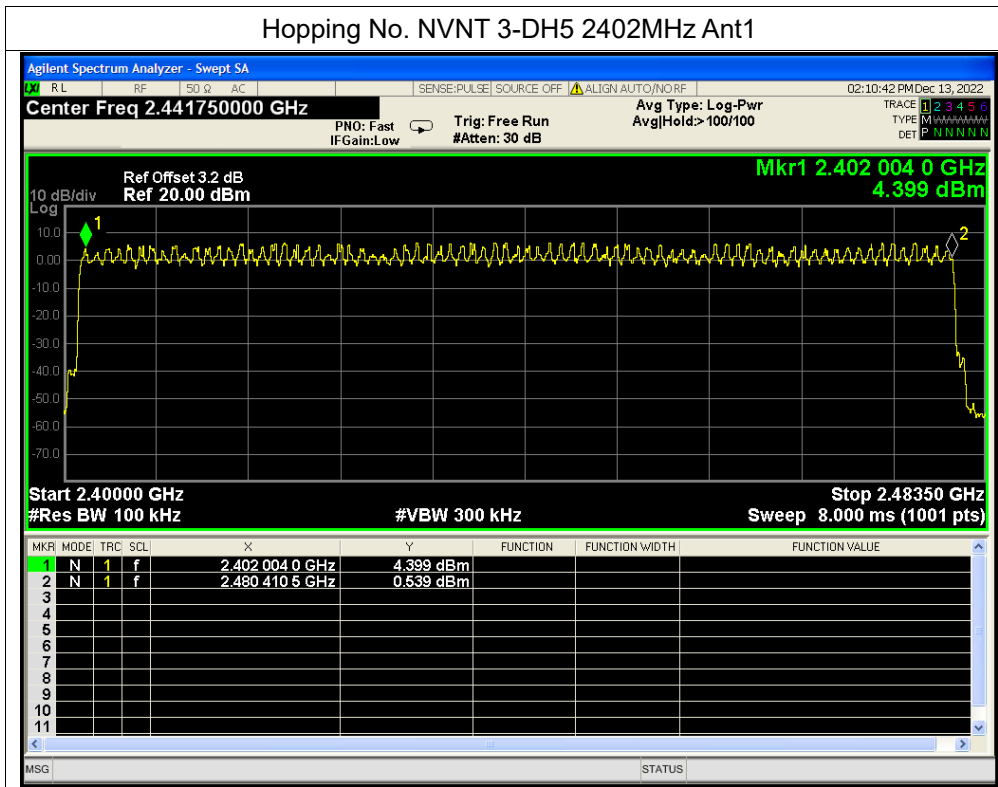 Hopping No. NVNT 3-DH5 2402MHz Ant1
Agilent Spectrum Analyzer - Swept SA
LXI RL RF 50 Ω AC SENSE:PULSE SOURCE OFF ALIGN AUTO/NO RF 02:10:42 PM Dec 13, 2022
Center Freq 2.441750000 GHz Avg Type: Log-Pwr TRACE 1 2 3 4 5 6
PNO: Fast Trig: Free Run Avg|Hold:>100/100 TYPE M WWWWW
IFGain:Low #Atten: 30 dB DET P N N N N N
Mkr1 2.402 004 0 GHz
Ref Offset 3.2 dB
10 dB/div Ref 20.00 dBm 4.399 dBm
Log
1
2
10.0
0.00
-10.0
-20.0
-30.0
-40.0
-50.0
-60.0
-70.0
Start 2.40000 GHz Stop 2.48350 GHz
#Res BW 100 kHz #VBW 300 kHz Sweep 8.000 ms (1001 pts)
MKR MODE TRC SCL X Y FUNCTION FUNCTION WIDTH FUNCTION VALUE
1 N 1 f 2.402 004 0 GHz 4.399 dBm
2 N 1 f 2.480 410 5 GHz 0.539 dBm
3
4
5
6
7
8
9
10
11
MSG STATUS